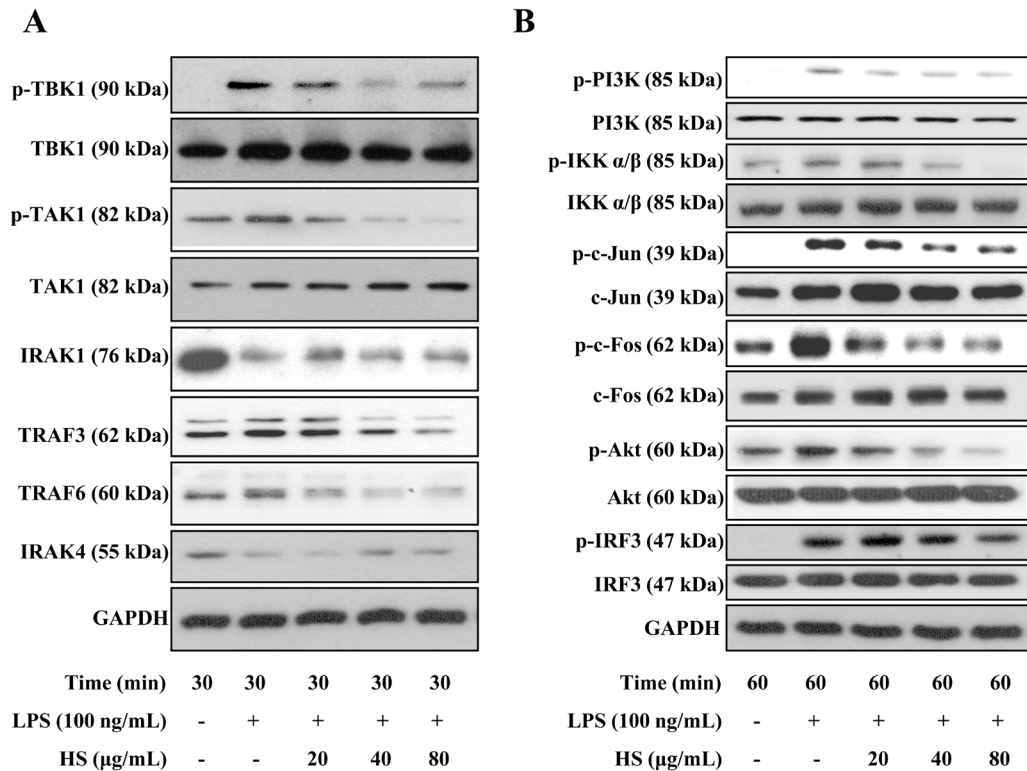 A
p-TBK1 (90 kDa)
TBK1 (90 kDa)
p-TAK1 (82 kDa)
TAK1 (82 kDa)
IRAK1 (76 kDa)
TRAF3 (62 kDa)
TRAF6 (60 kDa)
IRAK4 (55 kDa)
GAPDH
Time (min) 30 30 30 30 30
LPS (100 ng/mL) - + + + +
HS (μg/mL) - - 20 40 80
B
p-PI3K (85 kDa)
PI3K (85 kDa)
p-IKK α/β (85 kDa)
IKK α/β (85 kDa)
p-c-Jun (39 kDa)
c-Jun (39 kDa)
p-c-Fos (62 kDa)
c-Fos (62 kDa)
p-Akt (60 kDa)
Akt (60 kDa)
p-IRF3 (47 kDa)
IRF3 (47 kDa)
GAPDH
Time (min) 60 60 60 60 60
LPS (100 ng/mL) - + + + +
HS (μg/mL) - - 20 40 80